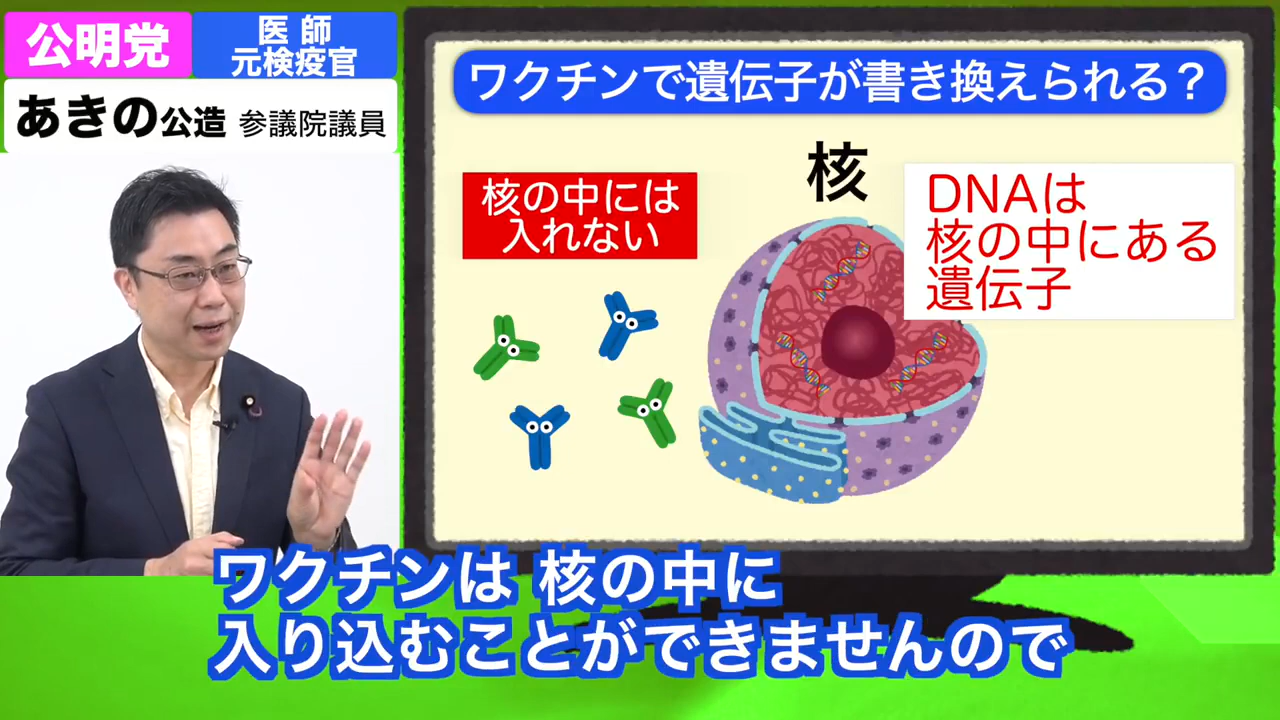 公明党
医師
元検疫官
あきの公造 参議院議員
ワクチンで遺伝子が書き換えられる？
核
核の中には
入れない
DNAは
核の中にある
遺伝子
ワクチンは 核の中に
入り込むことができませんので